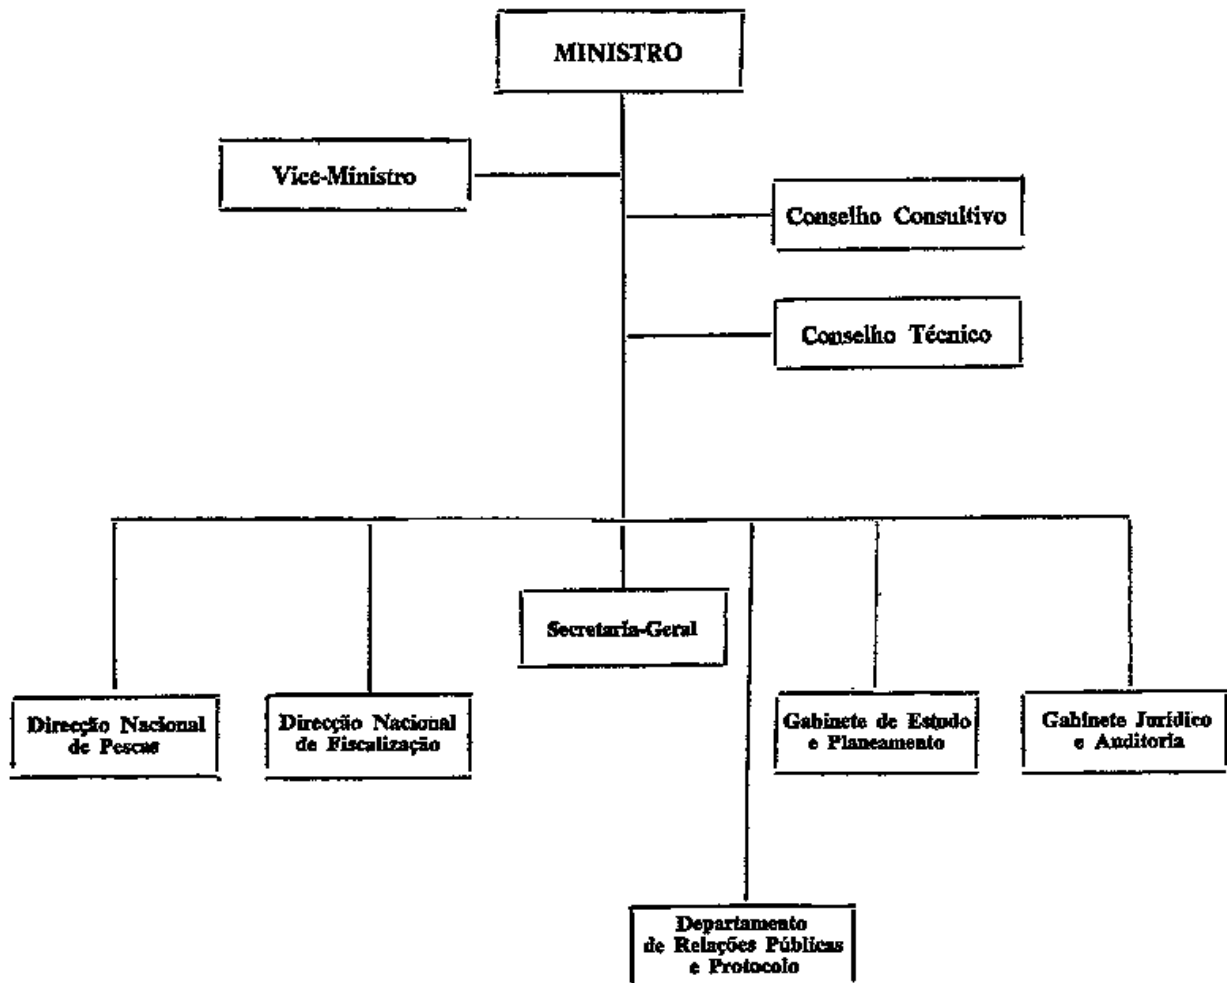 MINISTRO
Vice-Ministro
Conselho Consultivo
Conselho Técnico
Secretaria-Geral
Direcção Nacional
de Pescas
Direcção Nacional
de Fiscalização
Gabinete de Estudo
e Planeamento
Gabinete Jurídico
e Auditoria
Departamento
de Relações Públicas
e Protocolo